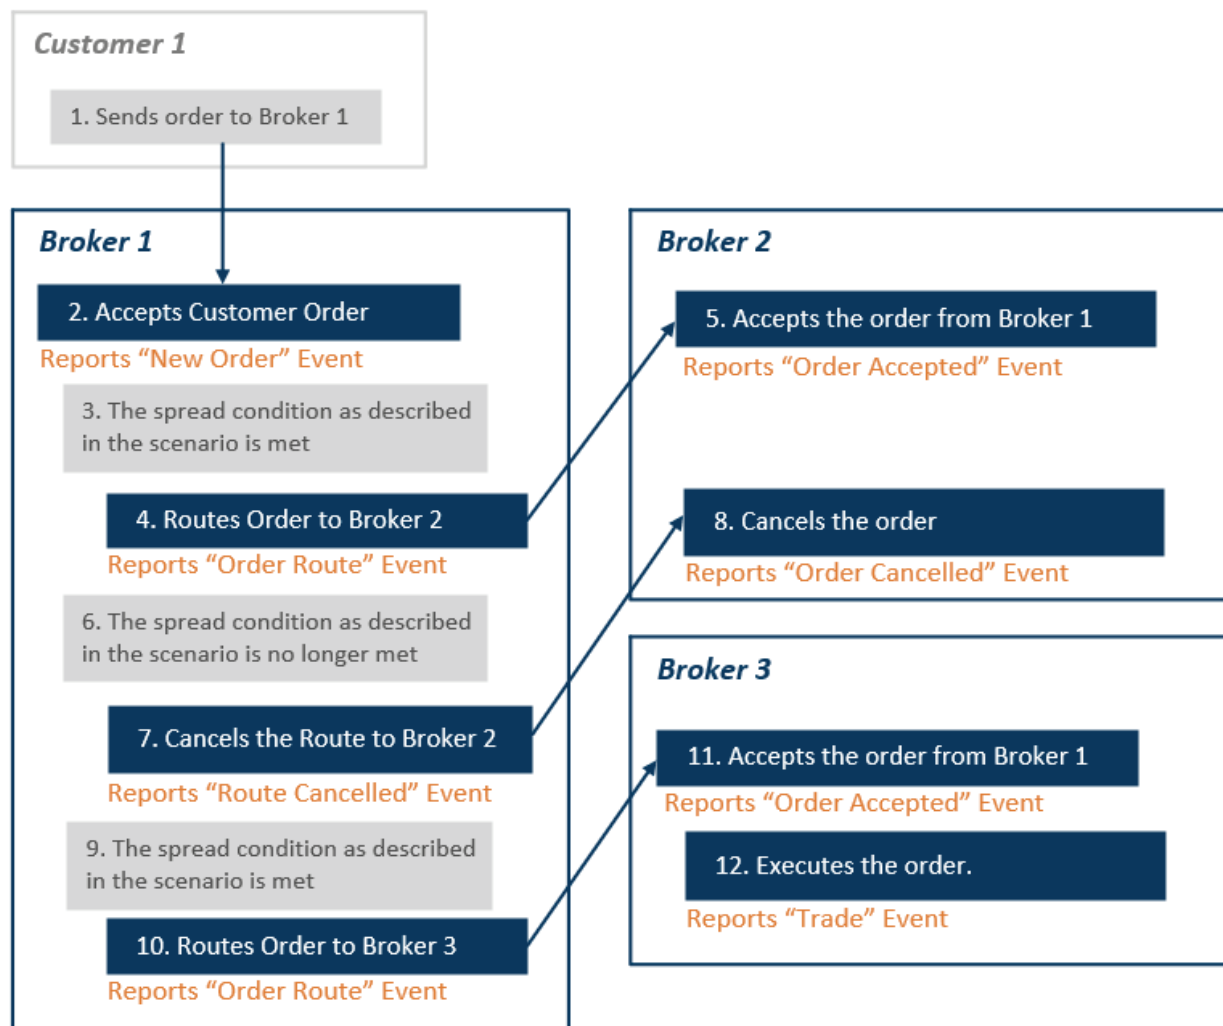 Customer 1
1. Sends order to Broker 1
Broker 1
2. Accepts Customer Order
Reports “New Order” Event
3. The spread condition as described
in the scenario is met
4. Routes Order to Broker 2
Reports “Order Route” Event
6. The spread condition as described
in the scenario is no longer met
7. Cancels the Route to Broker 2
Reports “Route Cancelled” Event
9. The spread condition as described
in the scenario is met
10. Routes Order to Broker 3
Reports “Order Route” Event
Broker 2
5. Accepts the order from Broker 1
Reports “Order Accepted” Event
8. Cancels the order
Reports “Order Cancelled” Event
Broker 3
11. Accepts the order from Broker 1
Reports “Order Accepted” Event
12. Executes the order.
Reports “Trade” Event